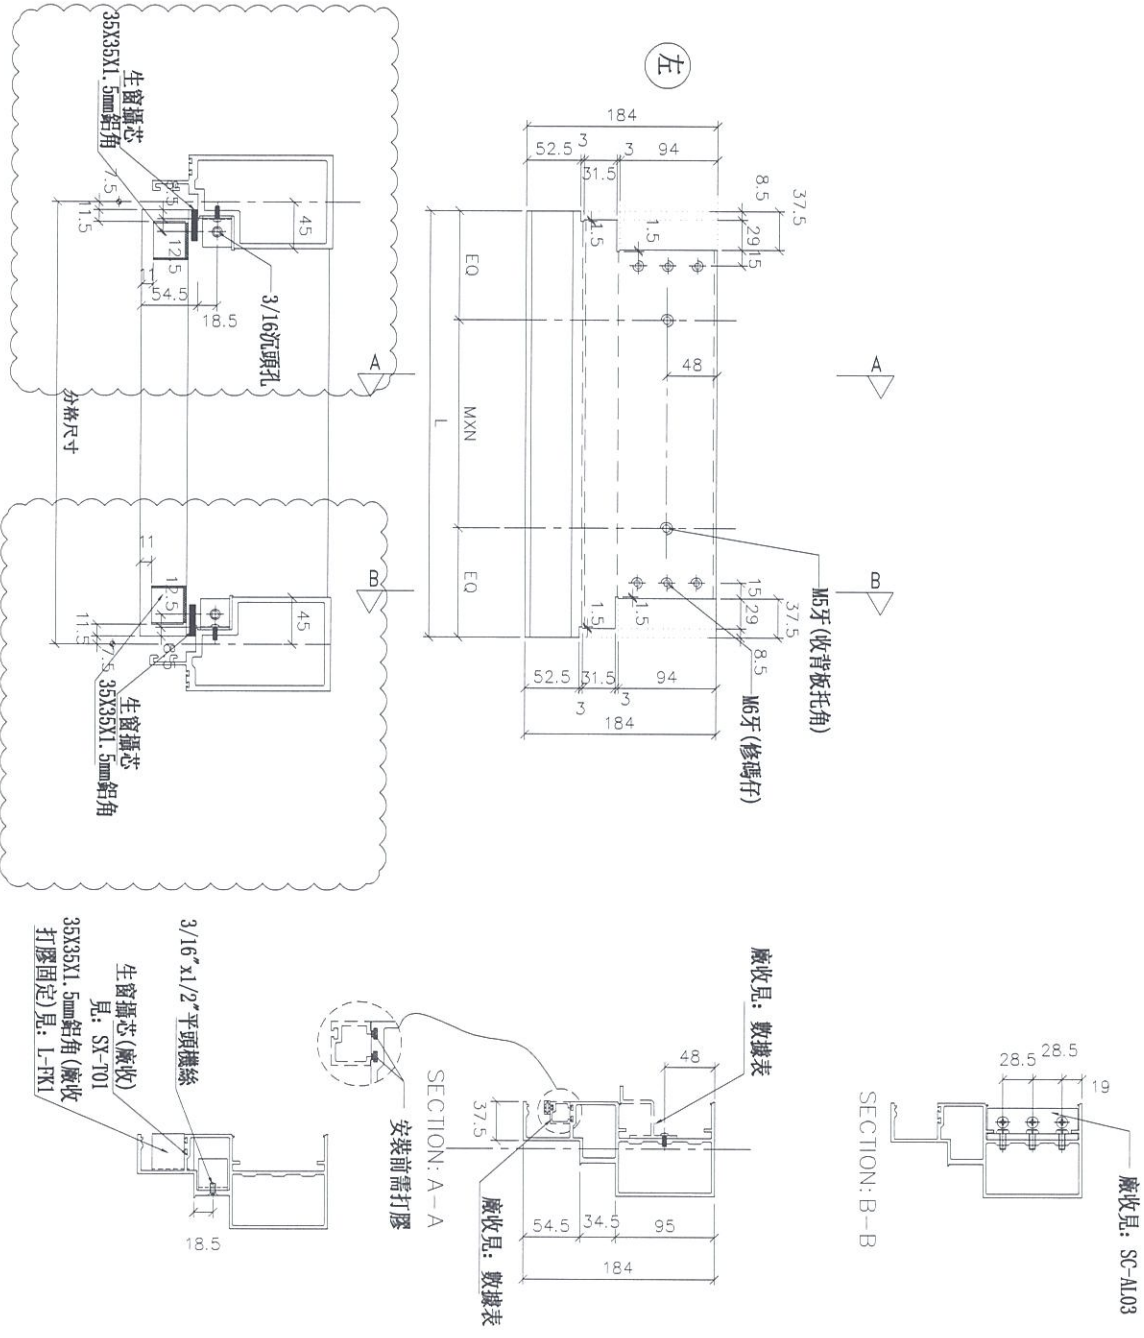 左
184
52.5
3
31.5
3
94
8.5
37.5
29
15
1.5
1.5
EQ
MXN
EQ
L
48
A
A
B
B
M5牙(收背板托角)
M6牙(修碼仔)
15
29
37.5
8.5
1.5
1.5
52.5
3
31.5
3
94
184
生窗攝芯
35X35X1.5mm鋁角
7.5
8.5
11.5
12.5
11
54.5
18.5
45
3/16沉頭孔
分格尺寸
11
12.5
11.5
7.5
8.5
45
生窗攝芯
35X35X1.5mm鋁角
3/16"x1/2"平頭機絲
生窗攝芯(廠收)
見: SX-T01
35X35X1.5mm鋁角(廠收
打膠固定)見: L-FK1
18.5
廠收見: 數據表
48
37.5
54.5
34.5
95
184
安裝前需打膠
廠收見: 數據表
SECTION: A-A
28.5
28.5
19
廠收見: SC-AL03
SECTION: B-B